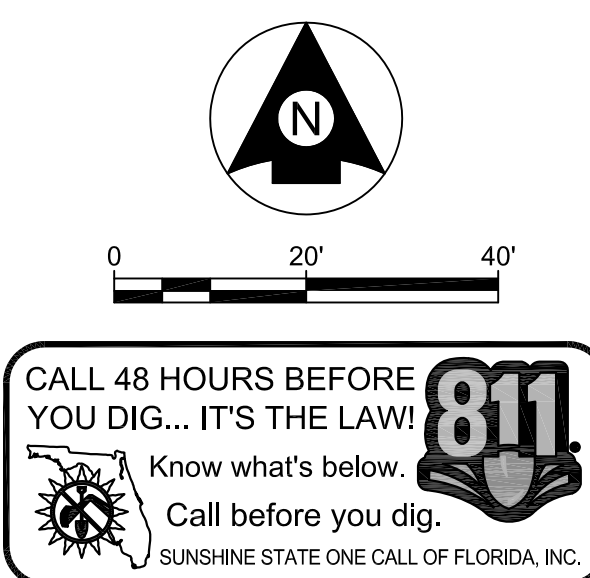 N
0 20' 40'
CALL 48 HOURS BEFORE
YOU DIG... IT'S THE LAW!
811.
Know what's below.
Call before you dig.
SUNSHINE STATE ONE CALL OF FLORIDA, INC.